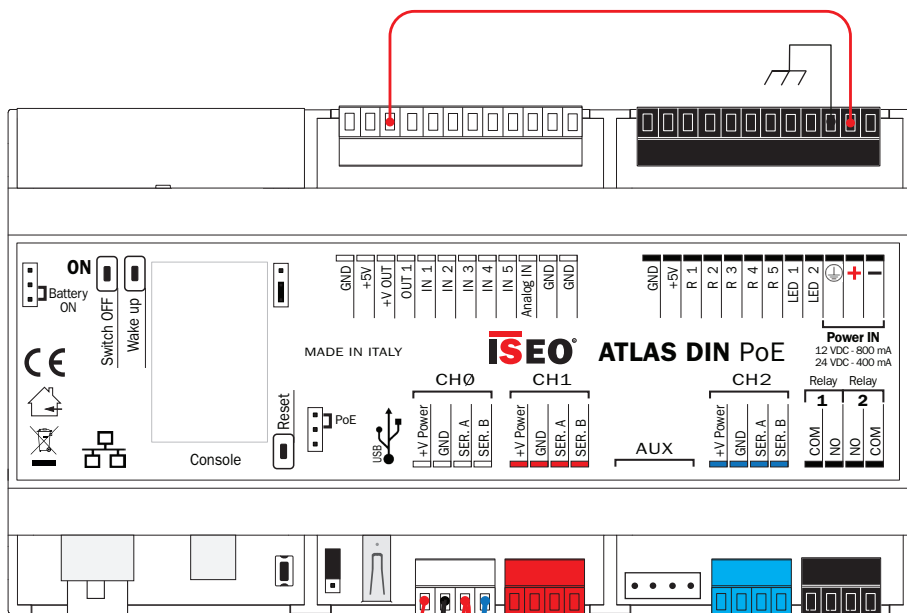 ON
Battery
ON
Switch OFF
Wake up
GND
+5V
+V OUT
OUT 1
IN 1
IN 2
IN 3
IN 4
IN 5
Analog IN
GND
GND
GND
+5V
R 1
R 2
R 3
R 4
R 5
LED 1
LED 2
+
−
Power IN
12 VDC - 800 mA
24 VDC - 400 mA
MADE IN ITALY
ISEO®
ATLAS DIN PoE
CE
Reset
PoE
USB
Console
CHØ
+V Power
GND
SER. A
SER. B
CH1
+V Power
GND
SER. A
SER. B
AUX
CH2
+V Power
GND
SER. A
SER. B
Relay Relay
1 2
COM
NO
NO
COM